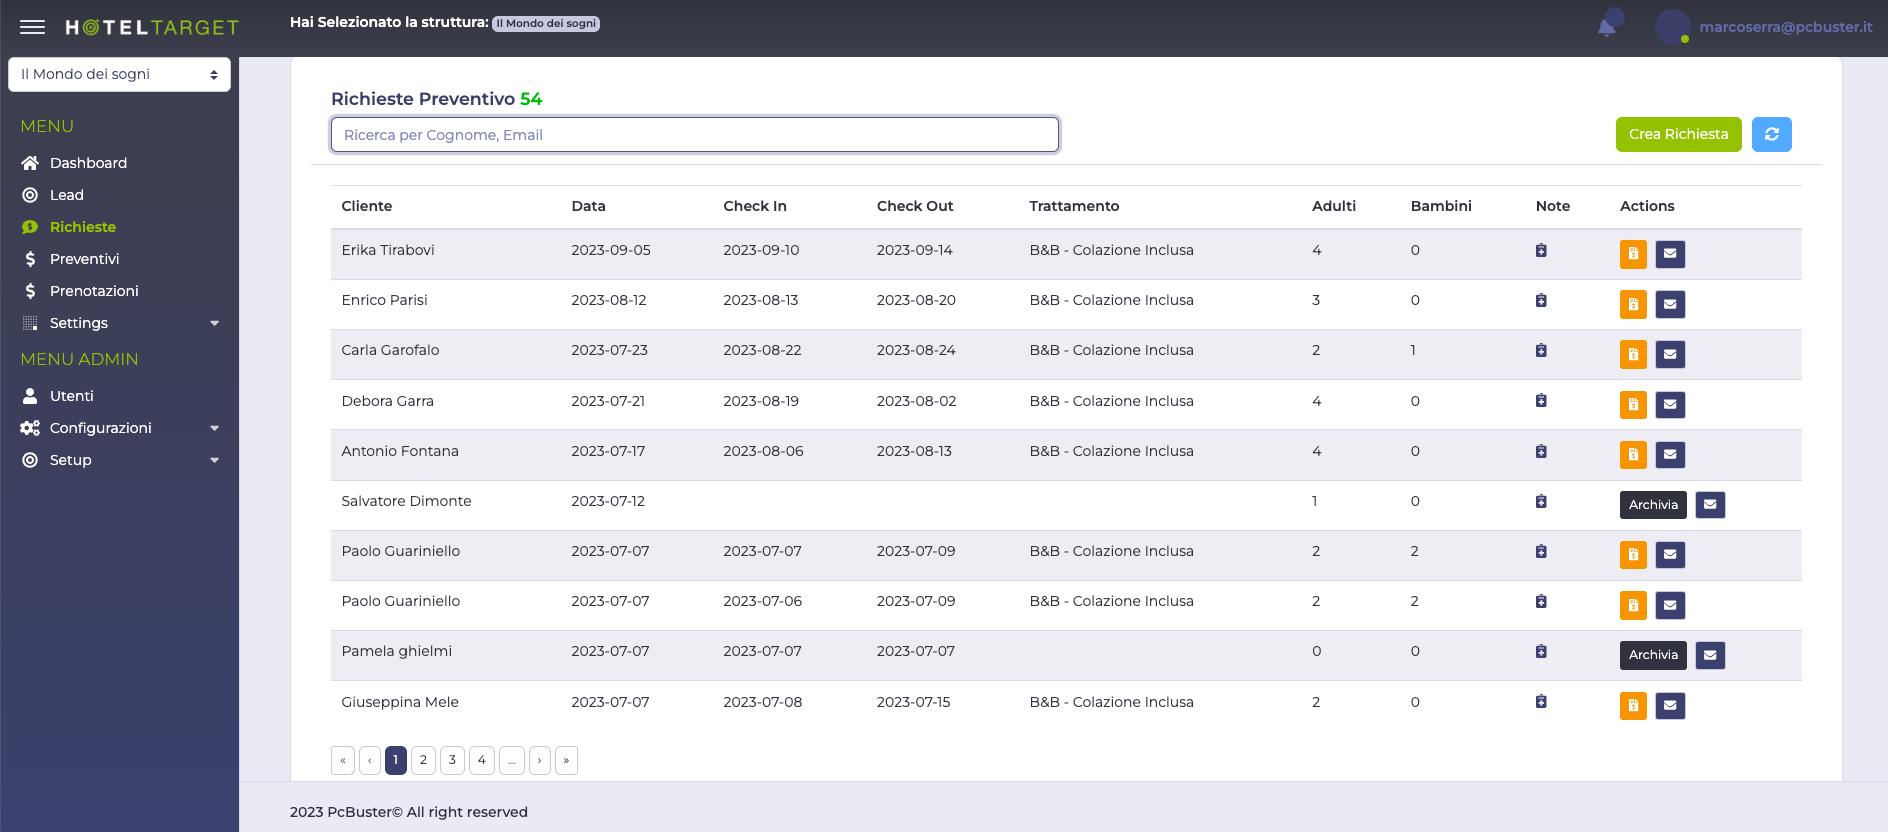 HOTELTARGET
Hai Selezionato la struttura: Il Mondo dei sogni
marcoserra@pcbuster.it
Il Mondo dei sogni
MENU
Dashboard
Lead
Richieste
Preventivi
Prenotazioni
Settings
MENU ADMIN
Utenti
Configurazioni
Setup
Richieste Preventivo 54
Ricerca per Cognome, Email
Crea Richiesta
Cliente Data Check In Check Out Trattamento Adulti Bambini Note Actions
Erika Tirabovi 2023-09-05 2023-09-10 2023-09-14 B&B - Colazione Inclusa 4 0
Enrico Parisi 2023-08-12 2023-08-13 2023-08-20 B&B - Colazione Inclusa 3 0
Carla Garofalo 2023-07-23 2023-08-22 2023-08-24 B&B - Colazione Inclusa 2 1
Debora Garra 2023-07-21 2023-08-19 2023-08-02 B&B - Colazione Inclusa 4 0
Antonio Fontana 2023-07-17 2023-08-06 2023-08-13 B&B - Colazione Inclusa 4 0
Salvatore Dimonte 2023-07-12 1 0 Archivia
Paolo Guariniello 2023-07-07 2023-07-07 2023-07-09 B&B - Colazione Inclusa 2 2
Paolo Guariniello 2023-07-07 2023-07-06 2023-07-09 B&B - Colazione Inclusa 2 2
Pamela ghielmi 2023-07-07 2023-07-07 2023-07-07 0 0 Archivia
Giuseppina Mele 2023-07-07 2023-07-08 2023-07-15 B&B - Colazione Inclusa 2 0
« ‹ 1 2 3 4 ... › »
2023 PcBuster© All right reserved